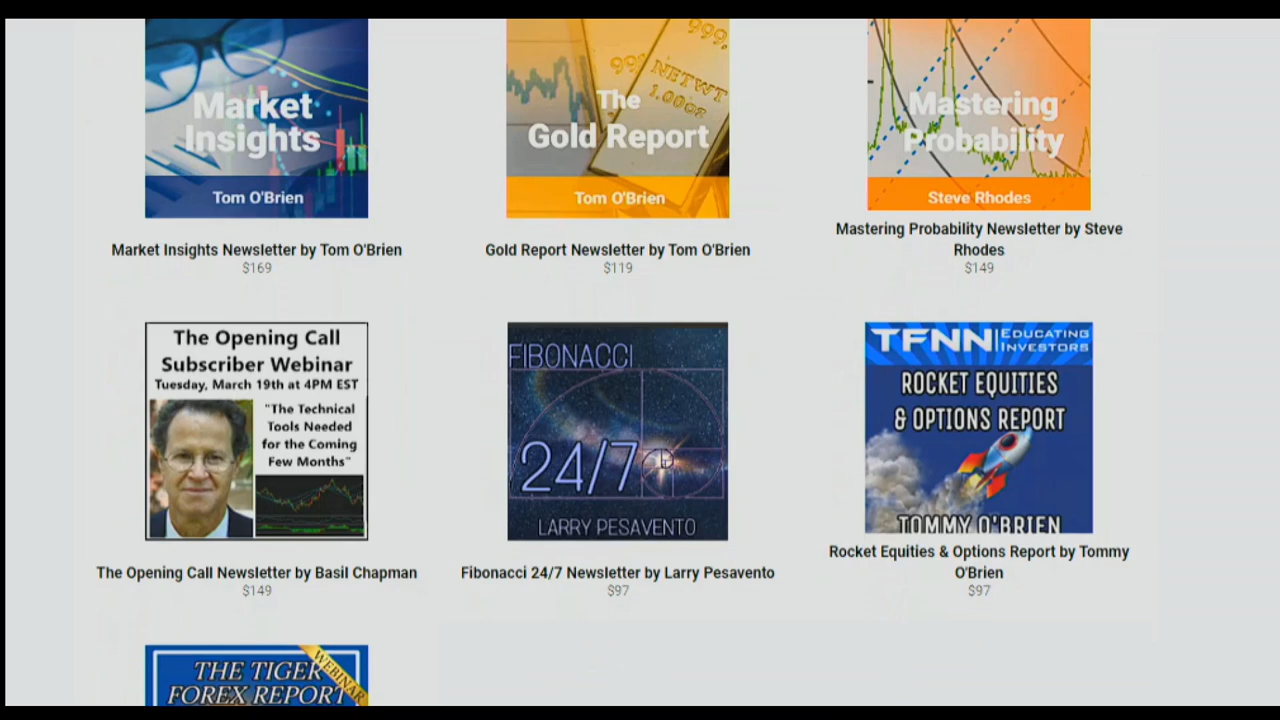 Market
Insights
Tom O'Brien
Market Insights Newsletter by Tom O'Brien
$169
999,
999
NETWT
1.00oz
The
Gold Report
Tom O'Brien
Gold Report Newsletter by Tom O'Brien
$119
Mastering
Probability
Steve Rhodes
Mastering Probability Newsletter by Steve
Rhodes
$149
The Opening Call
Subscriber Webinar
Tuesday, March 19th at 4PM EST
"The Technical
Tools Needed
for the Coming
Few Months"
The Opening Call Newsletter by Basil Chapman
$149
FIBONACCI
24/7
LARRY PESAVENTO
Fibonacci 24/7 Newsletter by Larry Pesavento
$97
TFNN EDUCATING
INVESTORS
ROCKET EQUITIES
& OPTIONS REPORT
TOMMY O'BRIEN
Rocket Equities & Options Report by Tommy
O'Brien
$97
THE TIGER
FOREX REPORT
WEBINAR